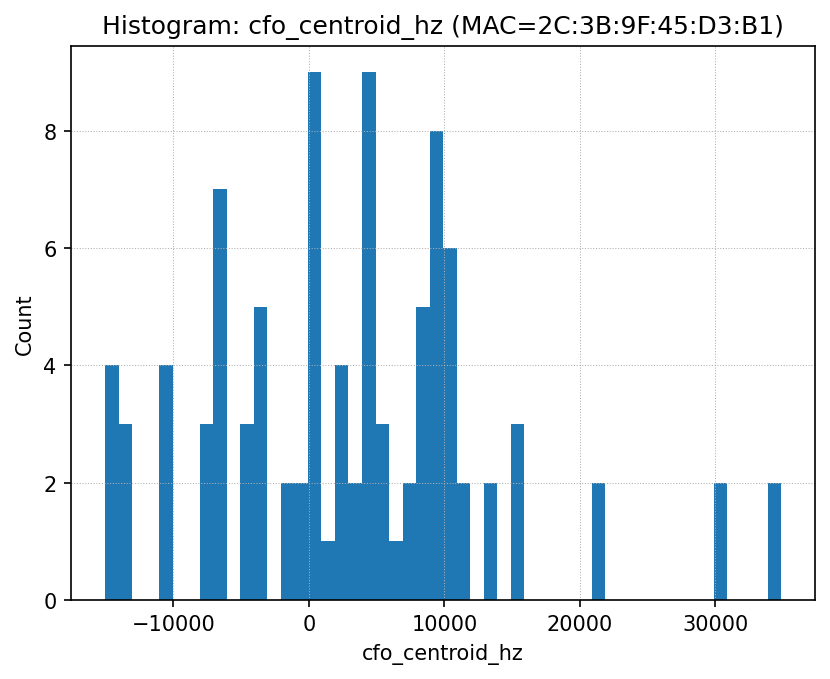 Histogram: cfo_centroid_hz (MAC=2C:3B:9F:45:D3:B1)
Count
8
6
4
2
0
−10000 0 10000 20000 30000
cfo_centroid_hz